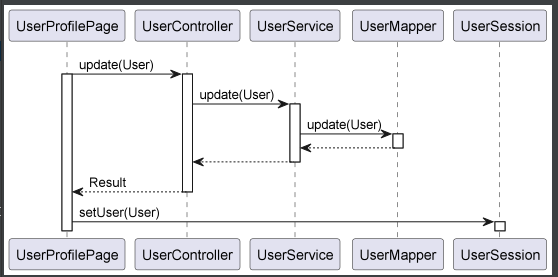 UserProfilePage UserController UserService UserMapper UserSession
update(User)
update(User)
update(User)
Result
setUser(User)
UserProfilePage UserController UserService UserMapper UserSession